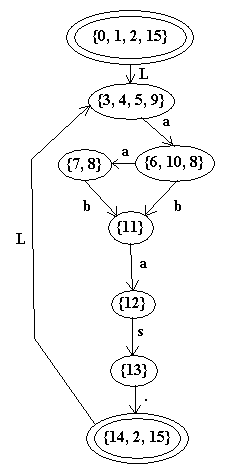 {0, 1, 2, 15}
L
{3, 4, 5, 9}
a
{7, 8}
a
{6, 10, 8}
b
b
{11}
L
a
{12}
s
{13}
.
{14, 2, 15}